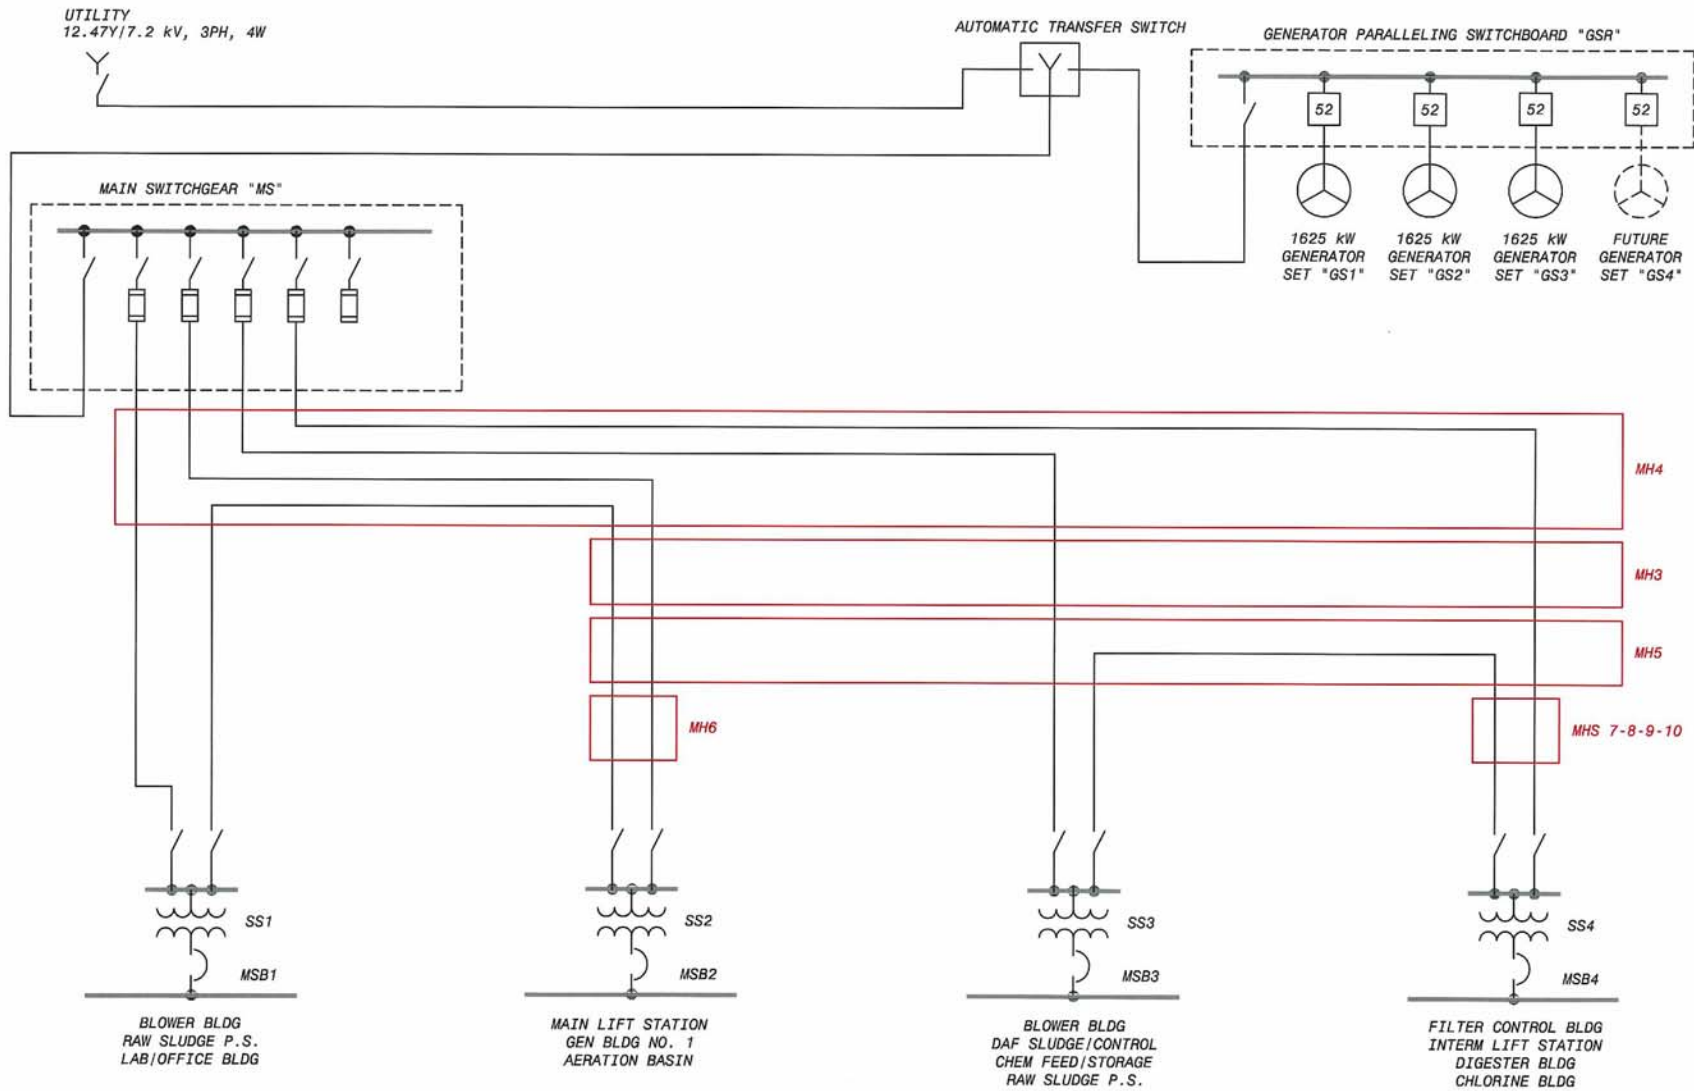 UTILITY
12.47Y/7.2 kV, 3PH, 4W
AUTOMATIC TRANSFER SWITCH
GENERATOR PARALLELING SWITCHBOARD "GSR"
52
52
52
52
1625 kW
GENERATOR
SET "GS1"
1625 kW
GENERATOR
SET "GS2"
1625 kW
GENERATOR
SET "GS3"
FUTURE
GENERATOR
SET "GS4"
MAIN SWITCHGEAR "MS"
MH4
MH3
MH5
MH6
MHS 7-8-9-10
SS1
MSB1
SS2
MSB2
SS3
MSB3
SS4
MSB4
BLOWER BLDG
RAW SLUDGE P.S.
LAB/OFFICE BLDG
MAIN LIFT STATION
GEN BLDG NO. 1
AERATION BASIN
BLOWER BLDG
DAF SLUDGE/CONTROL
CHEM FEED/STORAGE
RAW SLUDGE P.S.
FILTER CONTROL BLDG
INTERM LIFT STATION
DIGESTER BLDG
CHLORINE BLDG